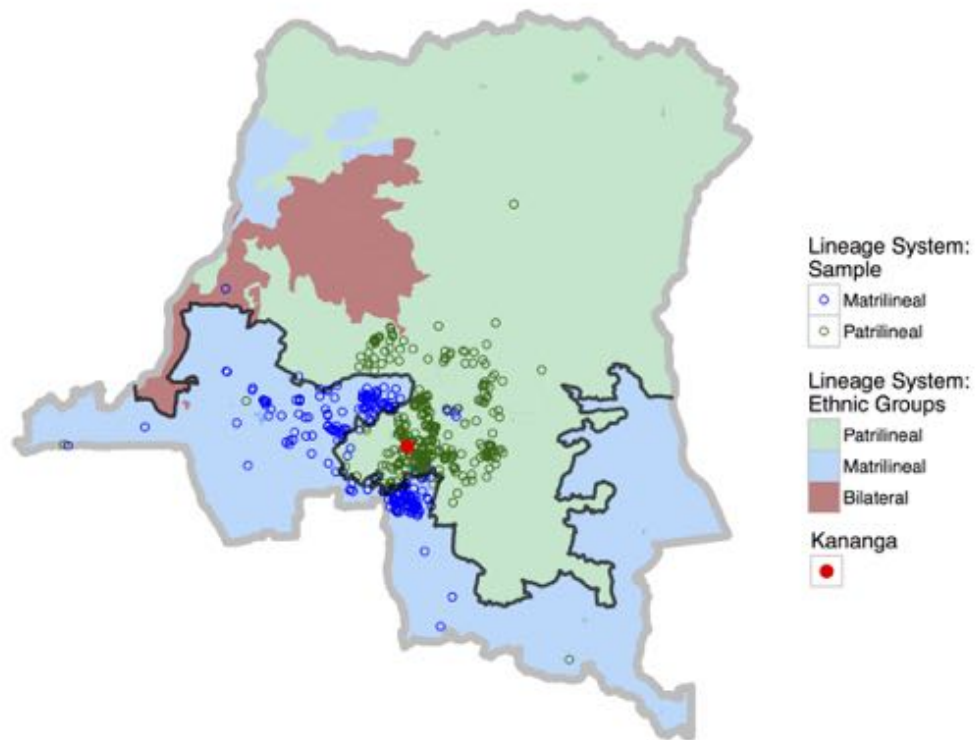 Lineage System:
Sample
Matrilineal
Patrilineal
Lineage System:
Ethnic Groups
Patrilineal
Matrilineal
Bilateral
Kananga